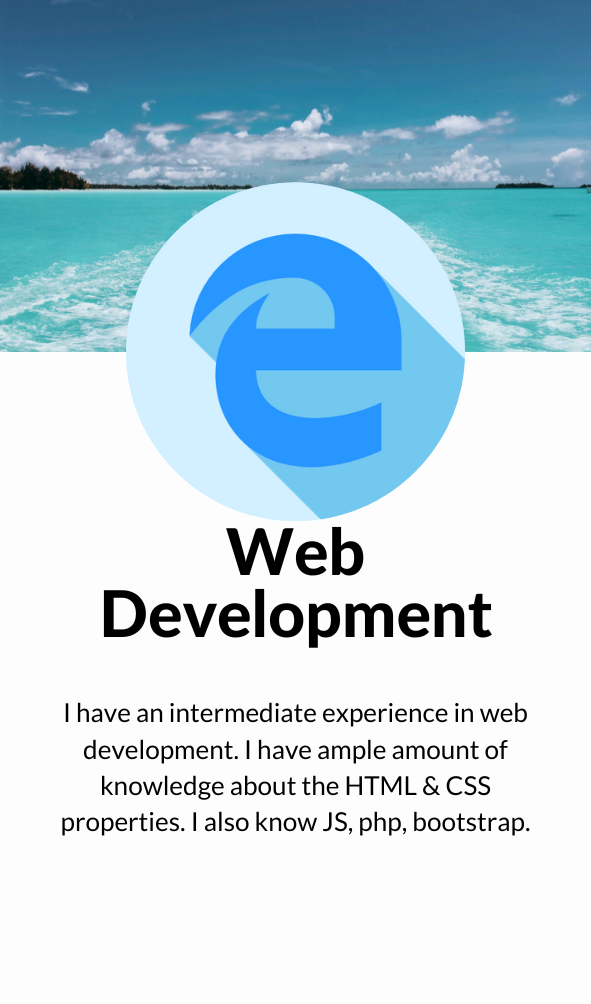 Web
Development
I have an intermediate experience in web
development. I have ample amount of
knowledge about the HTML & CSS
properties. I also know JS, php, bootstrap.